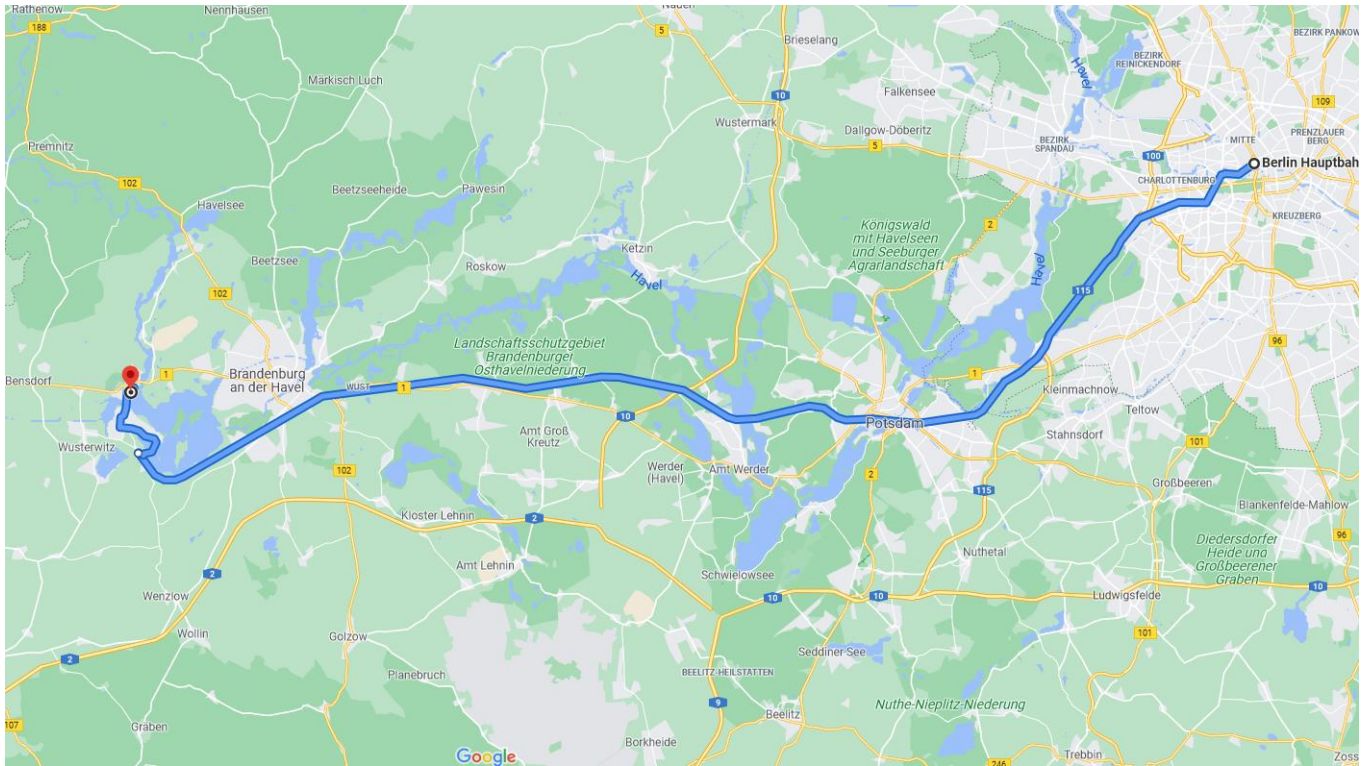 Rathenow
Nennhausen
188
Nauen
5
Brieselang
Havel
BEZIRK
REINICKENDORF
BEZIRK PANKOW
Märkisch Luch
10
Falkensee
109
Wustermark
Dallgow-Döberitz
5
BEZIRK
SPANDAU
100
MITTE
PRENZLAUER
BERG
Premnitz
102
Berlin Hauptbah
CHARLOTTENBURG
Beetzseeheide
Pawesin
Havelsee
KREUZBERG
2
Königswald
mit Havelseen
und Seeburger
Agrarlandschaft
Ketzin
Beetzsee
Roskow
Havel
Havel
102
115
Landschaftsschutzgebiet
Brandenburger
Osthavelniederung
96
Bensdorf
1
Brandenburg
an der Havel
WUST
1
1
Kleinmachnow
10
Teltow
Potsdam
Amt Groß
Kreutz
Stahnsdorf
101
Wusterwitz
102
Werder
(Havel)
Amt Werder
2
115
Großbeeren
Blankenfelde-Mahlow
Kloster Lehnin
2
96
Diedersdorfer
Heide und
Großbeerener
Graben
Nuthetal
Amt Lehnin
2
Schwielowsee
10
10
10
Wenzlow
Ludwigsfelde
Wollin
Golzow
101
2
Seddiner See
Planebruch
BEELITZ-HEILSTÄTTEN
9
Nuthe-Nieplitz-Niederung
107
Gräben
Beelitz
Borkheide
Google
Trebbin
246
Zoss